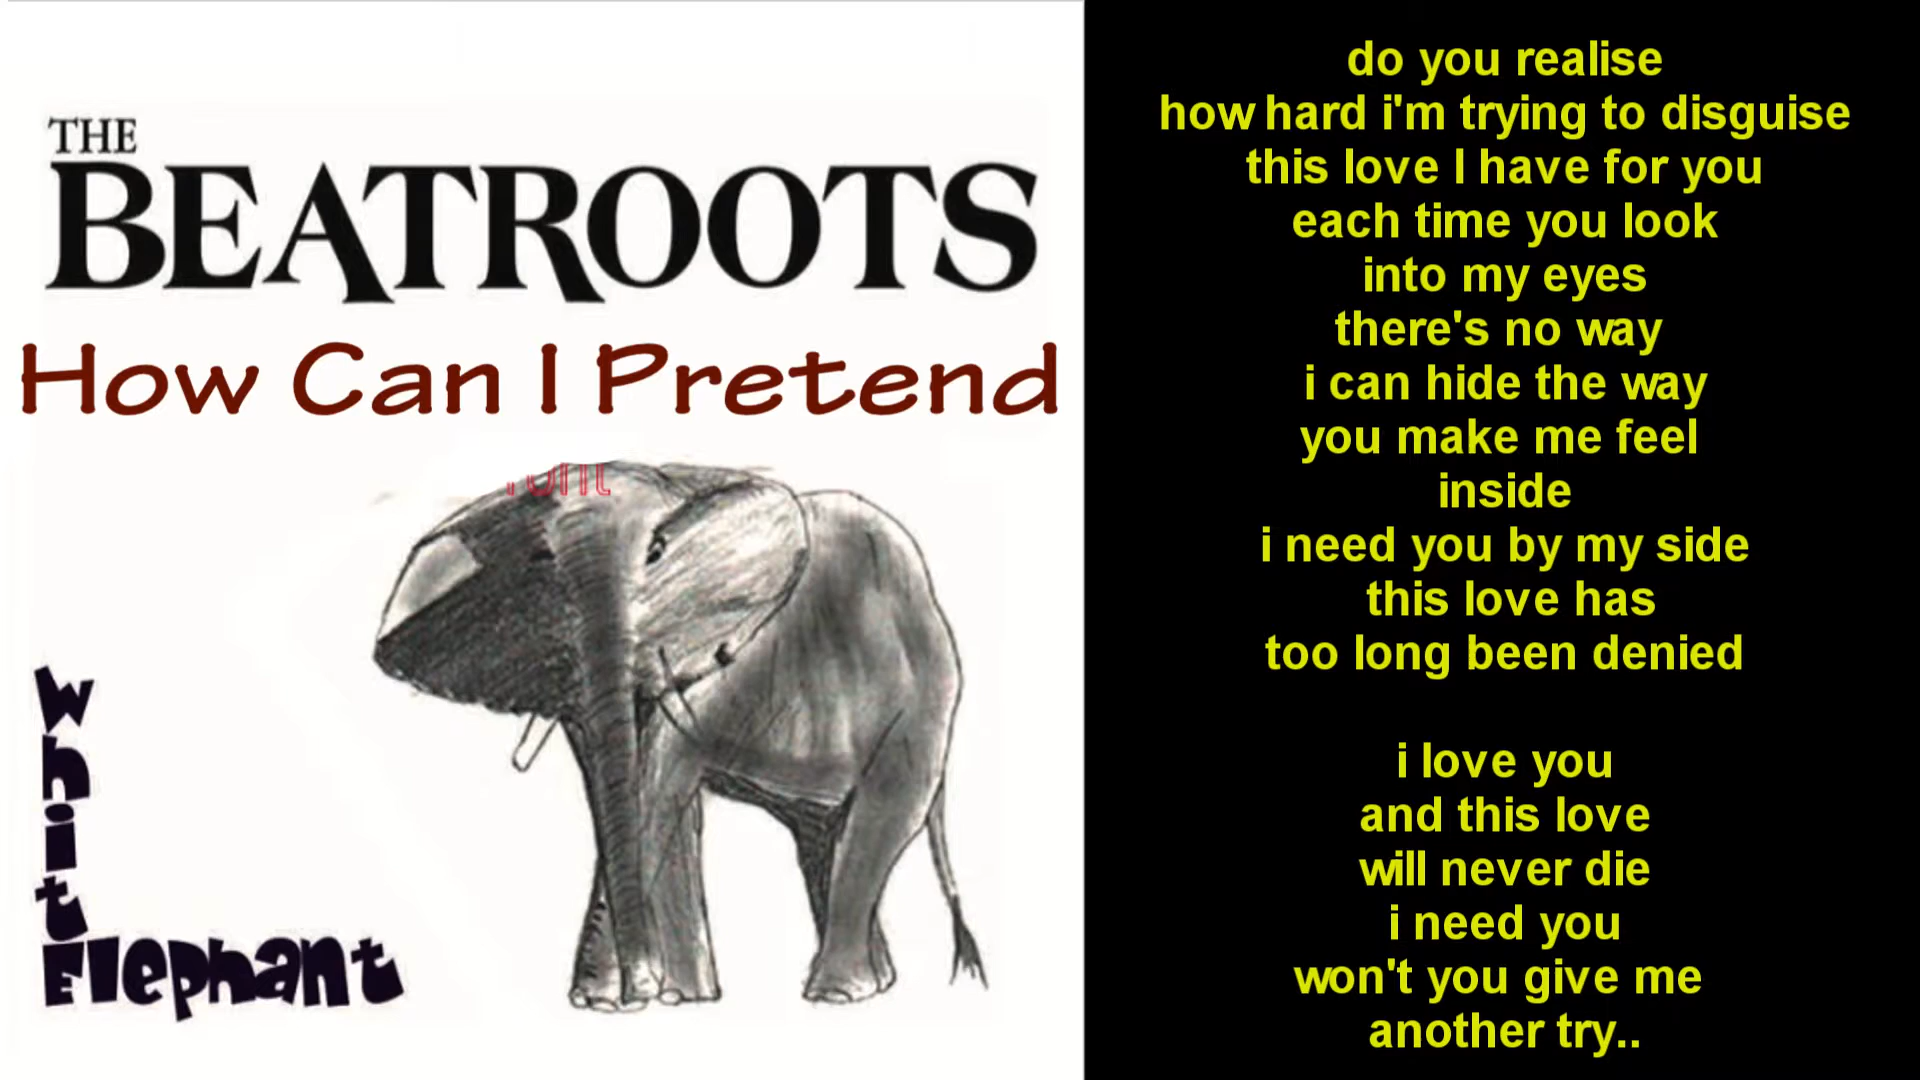 THE
BEATROOTS
How Can I Pretend
White
Elephant
do you realise
how hard i'm trying to disguise
this love I have for you
each time you look
into my eyes
there's no way
i can hide the way
you make me feel
inside
i need you by my side
this love has
too long been denied
i love you
and this love
will never die
i need you
won't you give me
another try..